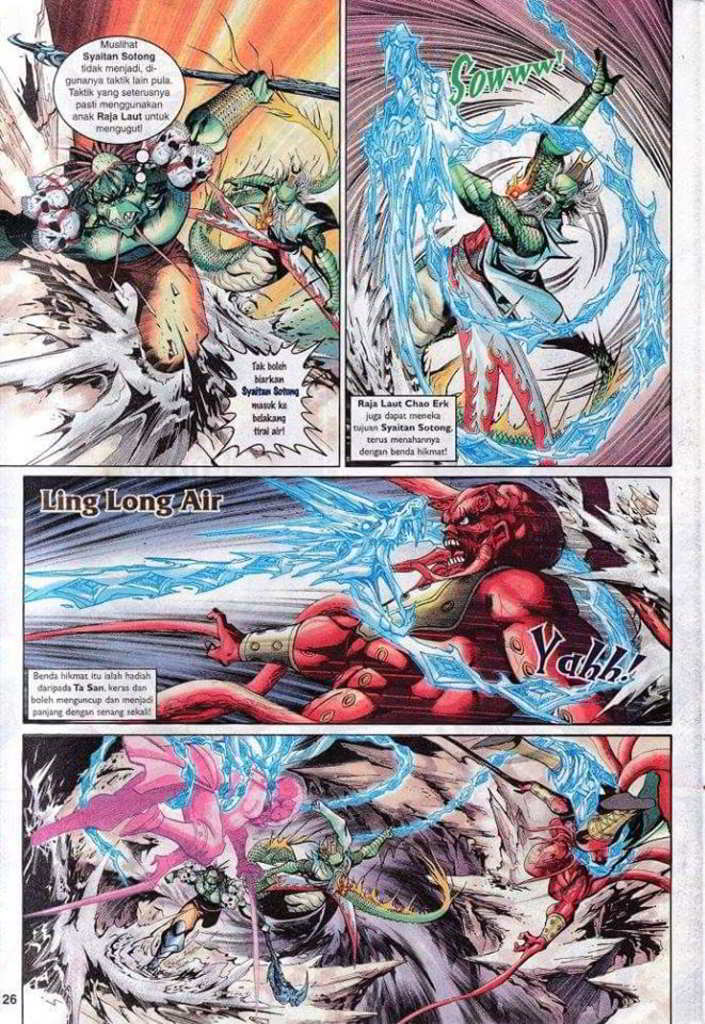 Muslihat
Syaitan Sotong
tidak menjadi, di-
gunanya taktik lain pula.
Taktik yang seterusnya
pasti menggunakan
anak Raja Laut untuk
mengugut!
Tak boleh
biarkan
Syaitan Sotong
masuk ke
belakang
tirai air!
Sowww!
Raja Laut Chao Erk
juga dapat meneka
tujuan Syaitan Sotong,
terus menahannya
dengan benda hikmat!
Ling Long Air
Yahh!
Benda hikmat itu ialah hadiah
daripada Ta San, keras dan
boleh menguncup dan menjadi
panjang dengan senang sekali!
26